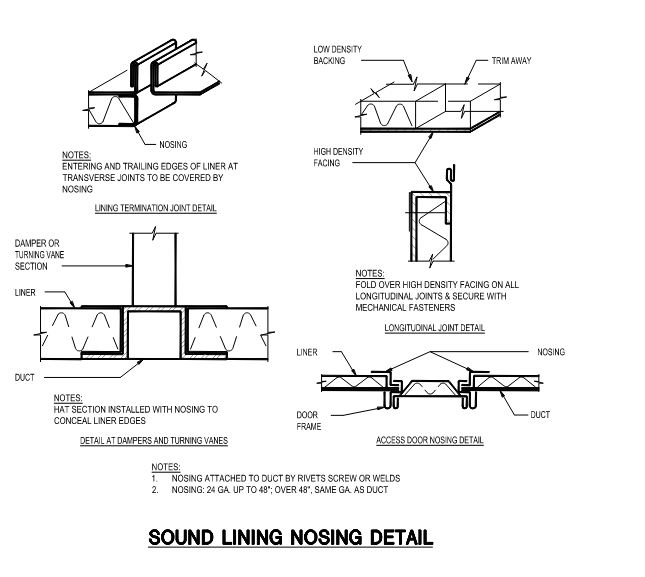 NOSING
NOTES:
ENTERING AND TRAILING EDGES OF LINER AT
TRANSVERSE JOINTS TO BE COVERED BY
NOSING
LINING TERMINATION JOINT DETAIL
LOW DENSITY
BACKING
TRIM AWAY
HIGH DENSITY
FACING
NOTES:
FOLD OVER HIGH DENSITY FACING ON ALL
LONGITUDINAL JOINTS & SECURE WITH
MECHANICAL FASTENERS
LONGITUDINAL JOINT DETAIL
DAMPER OR
TURNING VANE
SECTION
LINER
DUCT
NOTES:
HAT SECTION INSTALLED WITH NOSING TO
CONCEAL LINER EDGES
DETAIL AT DAMPERS AND TURNING VANES
LINER
NOSING
DOOR
FRAME
DUCT
ACCESS DOOR NOSING DETAIL
NOTES:
1. NOSING ATTACHED TO DUCT BY RIVETS SCREW OR WELDS
2. NOSING: 24 GA. UP TO 48"; OVER 48", SAME GA. AS DUCT
SOUND LINING NOSING DETAIL